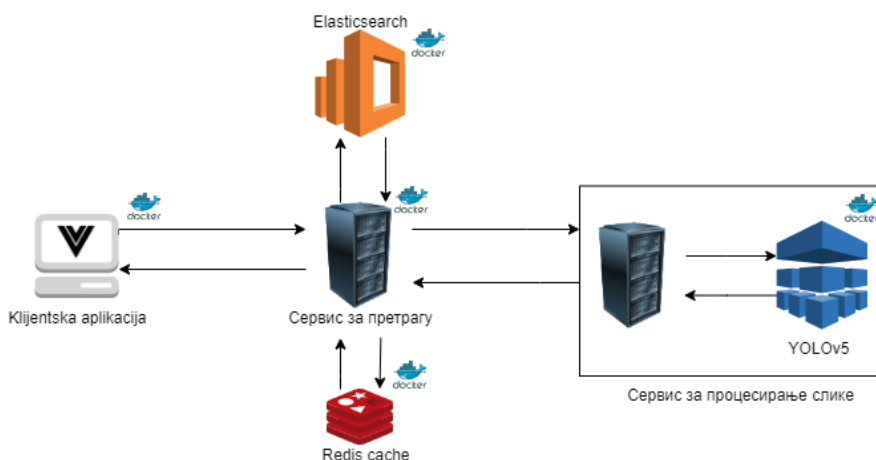 Elasticsearch
docker
docker
docker
docker
Klijentska aplikacija
Сервис за претрагу
YOLOv5
docker
Redis cache
Сервис за процесирање слике